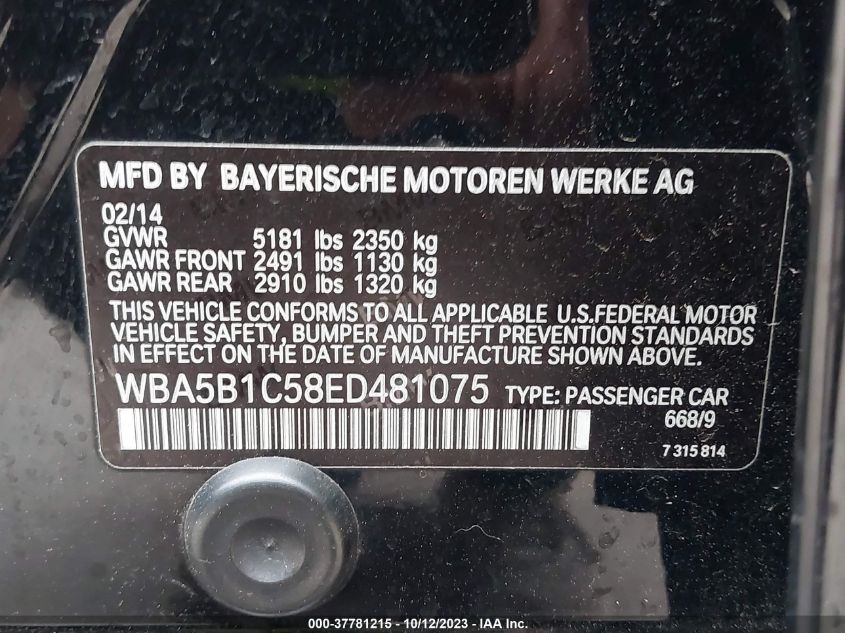 MFD BY BAYERISCHE MOTOREN WERKE AG
02/14
GVWR 5181 lbs 2350 kg
GAWR FRONT 2491 lbs 1130 kg
GAWR REAR 2910 lbs 1320 kg
THIS VEHICLE CONFORMS TO ALL APPLICABLE U.S.FEDERAL MOTOR
VEHICLE SAFETY, BUMPER AND THEFT PREVENTION STANDARDS
IN EFFECT ON THE DATE OF MANUFACTURE SHOWN ABOVE.
WBA5B1C58ED481075 TYPE: PASSENGER CAR
668/9
7 315 814
000-37781215 - 10/12/2023 - IAA Inc.